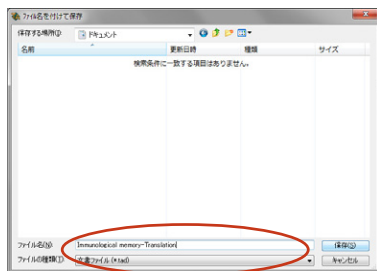 ファイル名を付けて保存
保存する場所(I): ドキュメント
名前 更新日時 種類 サイズ
検索条件に一致する項目はありません。
ファイル名(N): Immunological memory-Translation 保存(S)
ファイルの種類(T): 文書ファイル (*.tad) キャンセル